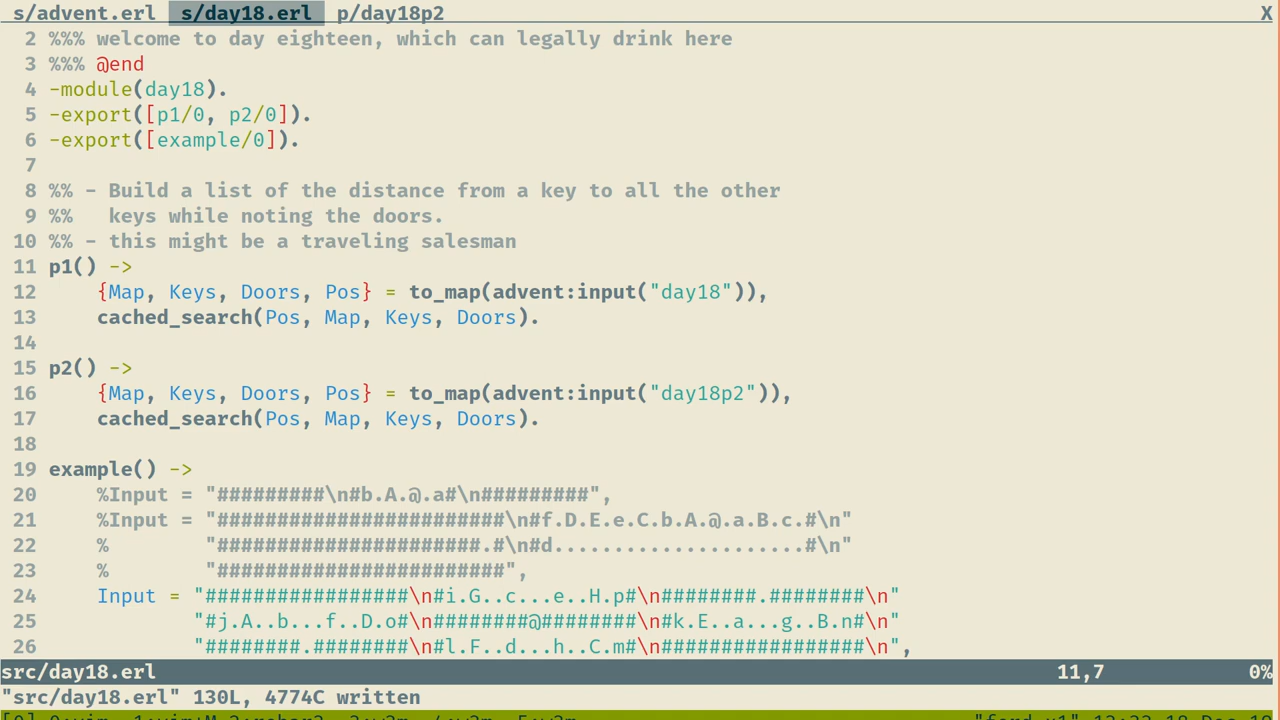 s/advent.erl  s/day18.erl  p/day18p2 X
2 %%% welcome to day eighteen, which can legally drink here
3 %%% @end
4 -module(day18).
5 -export([p1/0, p2/0]).
6 -export([example/0]).
7
8 %% - Build a list of the distance from a key to all the other
9 %%   keys while noting the doors.
10 %% - this might be a traveling salesman
11 p1() ->
12     {Map, Keys, Doors, Pos} = to_map(advent:input("day18")),
13     cached_search(Pos, Map, Keys, Doors).
14
15 p2() ->
16     {Map, Keys, Doors, Pos} = to_map(advent:input("day18p2")),
17     cached_search(Pos, Map, Keys, Doors).
18
19 example() ->
20     %Input = "#########\n#b.A.@.a#\n#########",
21     %Input = "########################\n#f.D.E.e.C.b.A.@.a.B.c.#\n"
22     %        "######################.#\n#d.....................#\n"
23     %        "########################",
24     Input = "#################\n#i.G..c...e..H.p#\n########.########\n"
25             "#j.A..b...f..D.o#\n########@########\n#k.E..a...g..B.n#\n"
26             "########.########\n#l.F..d...h..C.m#\n#################\n",
src/day18.erl 11,7 0%
"src/day18.erl" 130L, 4774C written